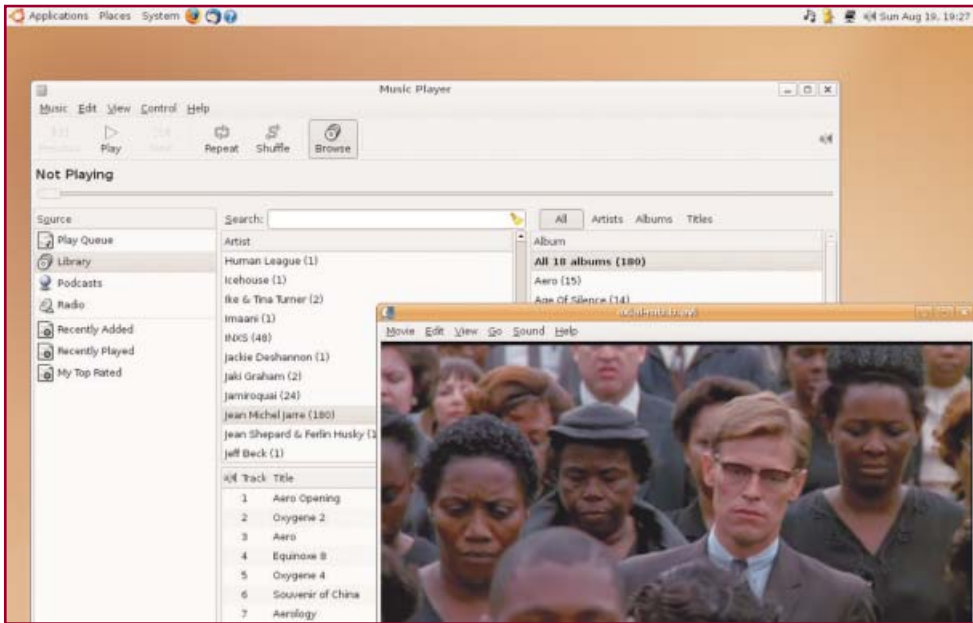 Applications Places System Sun Aug 19, 19:27
Music Player
Music Edit View Control Help
Play Repeat Shuffle Browse
Not Playing
Source
Play Queue
Library
Podcasts
Radio
Recently Added
Recently Played
My Top Rated
Search: All Artists Albums Titles
Artist
Human League (1)
Icehouse (1)
Ike & Tina Turner (2)
Imaani (1)
INXS (48)
Jackie Deshannon (1)
Jaki Graham (2)
Jamiroquai (24)
Jean Michel Jarre (180)
Jean Shepard & Ferlin Husky (1
Jeff Beck (1)
Album
All 18 albums (180)
Aero (15)
Age Of Silence (14)
Track Title
1 Aero Opening
2 Oxygene 2
3 Aero
4 Equinoxe 8
5 Oxygene 4
6 Souvenir of China
7 Aerology
Movie Edit View Go Sound Help